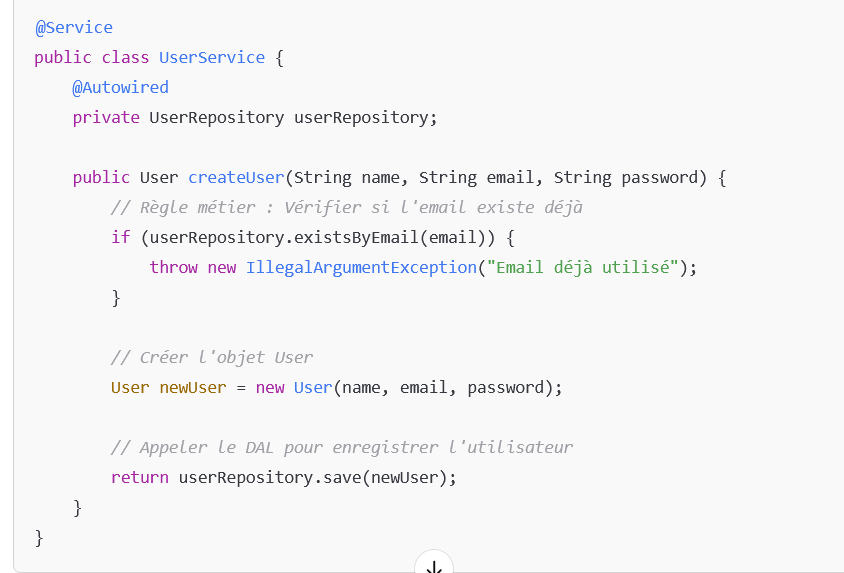 @Service
public class UserService {
    @Autowired
    private UserRepository userRepository;

    public User createUser(String name, String email, String password) {
        // Règle métier : Vérifier si l'email existe déjà
        if (userRepository.existsByEmail(email)) {
            throw new IllegalArgumentException("Email déjà utilisé");
        }

        // Créer l'objet User
        User newUser = new User(name, email, password);

        // Appeler le DAL pour enregistrer l'utilisateur
        return userRepository.save(newUser);
    }
}